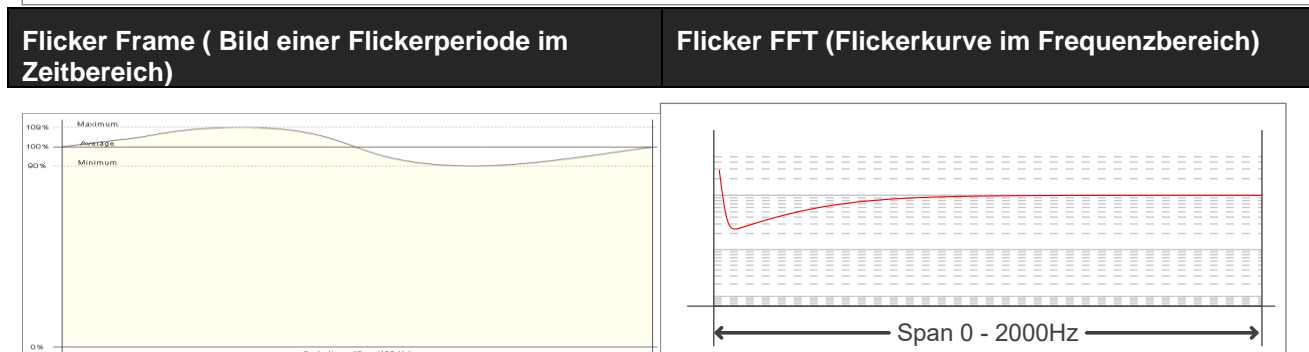 Flicker Frame ( Bild einer Flickerperiode im
Zeitbereich)
Flicker FFT (Flickerkurve im Frequenzbereich)
109%
Maximum
100%
Average
90%
Minimum
0%
Span 0 - 2000Hz